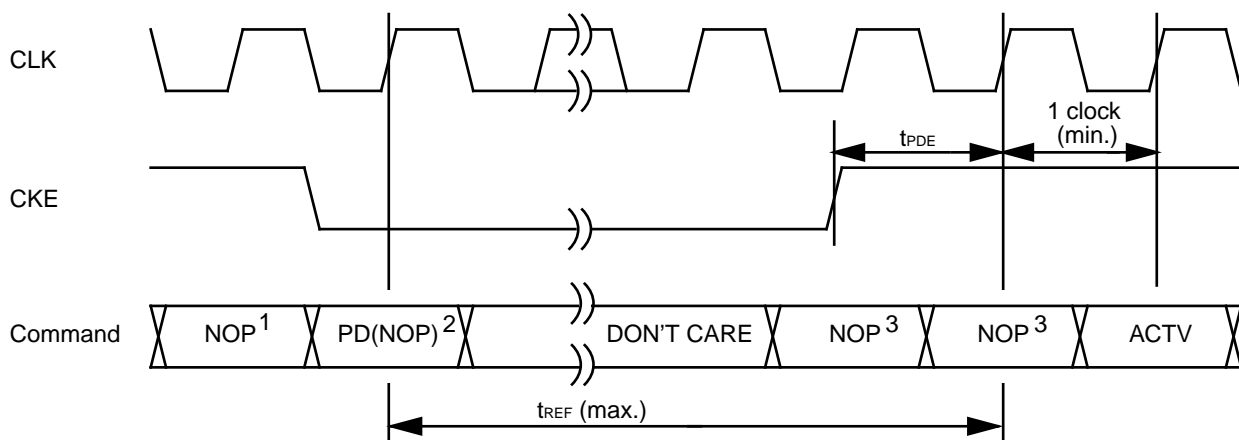 CLK
1 clock
(min.)
tPDE
CKE
Command
NOP1
PD(NOP)2
DON'T CARE
NOP3
NOP3
ACTV
tREF (max.)